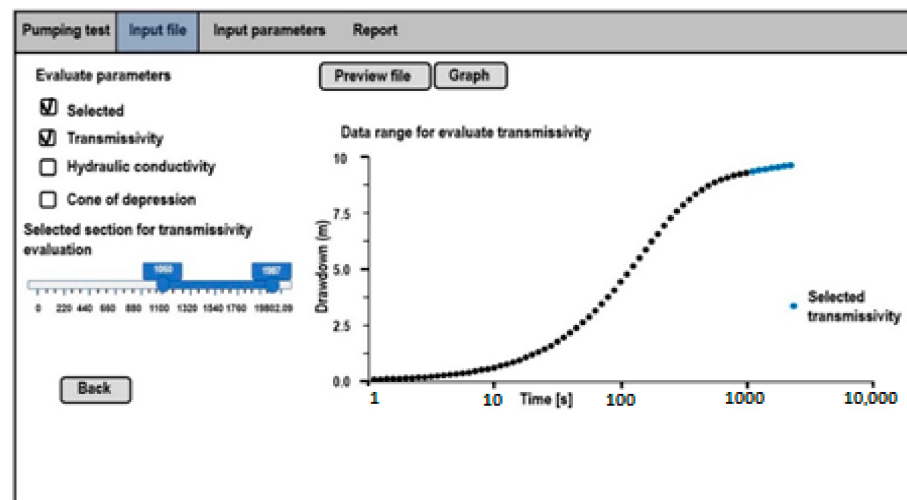 Pumping test Input file Input parameters Report
Evaluate parameters
Preview file Graph
Selected
Transmissivity
Hydraulic conductivity
Cone of depression
Selected section for transmissivity
evaluation
1060 1987
0 220 440 660 880 1100 1320 1540 1760 19802.09
Back
Data range for evaluate transmissivity
10
7.5
5.0
2.5
0.0
Drawdown (m)
1 10 100 1000 10,000
Time [s]
Selected
transmissivity